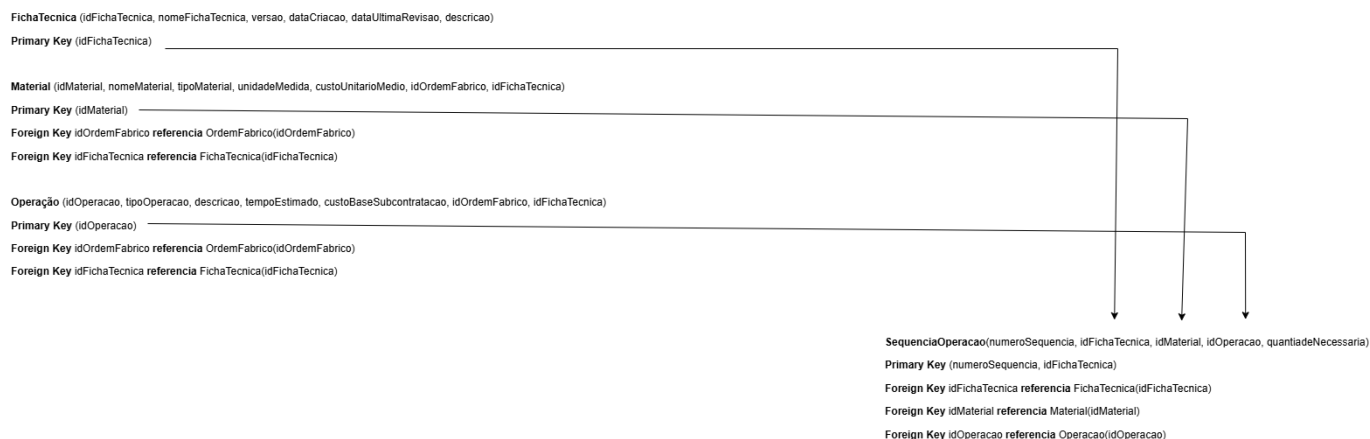 FichaTecnica (idFichaTecnica, nomeFichaTecnica, versao, dataCriacao, dataUltimaRevisao, descricao)
Primary Key (idFichaTecnica)
Material (idMaterial, nomeMaterial, tipoMaterial, unidadeMedida, custoUnitarioMedio, idOrdemFabrico, idFichaTecnica)
Primary Key (idMaterial)
Foreign Key idOrdemFabrico referencia OrdemFabrico(idOrdemFabrico)
Foreign Key idFichaTecnica referencia FichaTecnica(idFichaTecnica)
Operação (idOperacao, tipoOperacao, descricao, tempoEstimado, custoBaseSubcontratacao, idOrdemFabrico, idFichaTecnica)
Primary Key (idOperacao)
Foreign Key idOrdemFabrico referencia OrdemFabrico(idOrdemFabrico)
Foreign Key idFichaTecnica referencia FichaTecnica(idFichaTecnica)
SequenciaOperacao(numeroSequencia, idFichaTecnica, idMaterial, idOperacao, quantiadeNecessaria)
Primary Key (numeroSequencia, idFichaTecnica)
Foreign Key idFichaTecnica referencia FichaTecnica(idFichaTecnica)
Foreign Key idMaterial referencia Material(idMaterial)
Foreign Key idOperacao referencia Operacao(idOperacao)